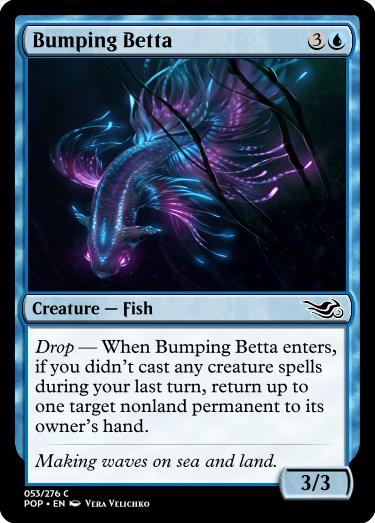 Bumping Betta 3
Creature — Fish
Drop — When Bumping Betta enters,
if you didn't cast any creature spells
during your last turn, return up to
one target nonland permanent to its
owner's hand.
Making waves on sea and land.
3/3
053/276 C
POP • EN Vera Velichko